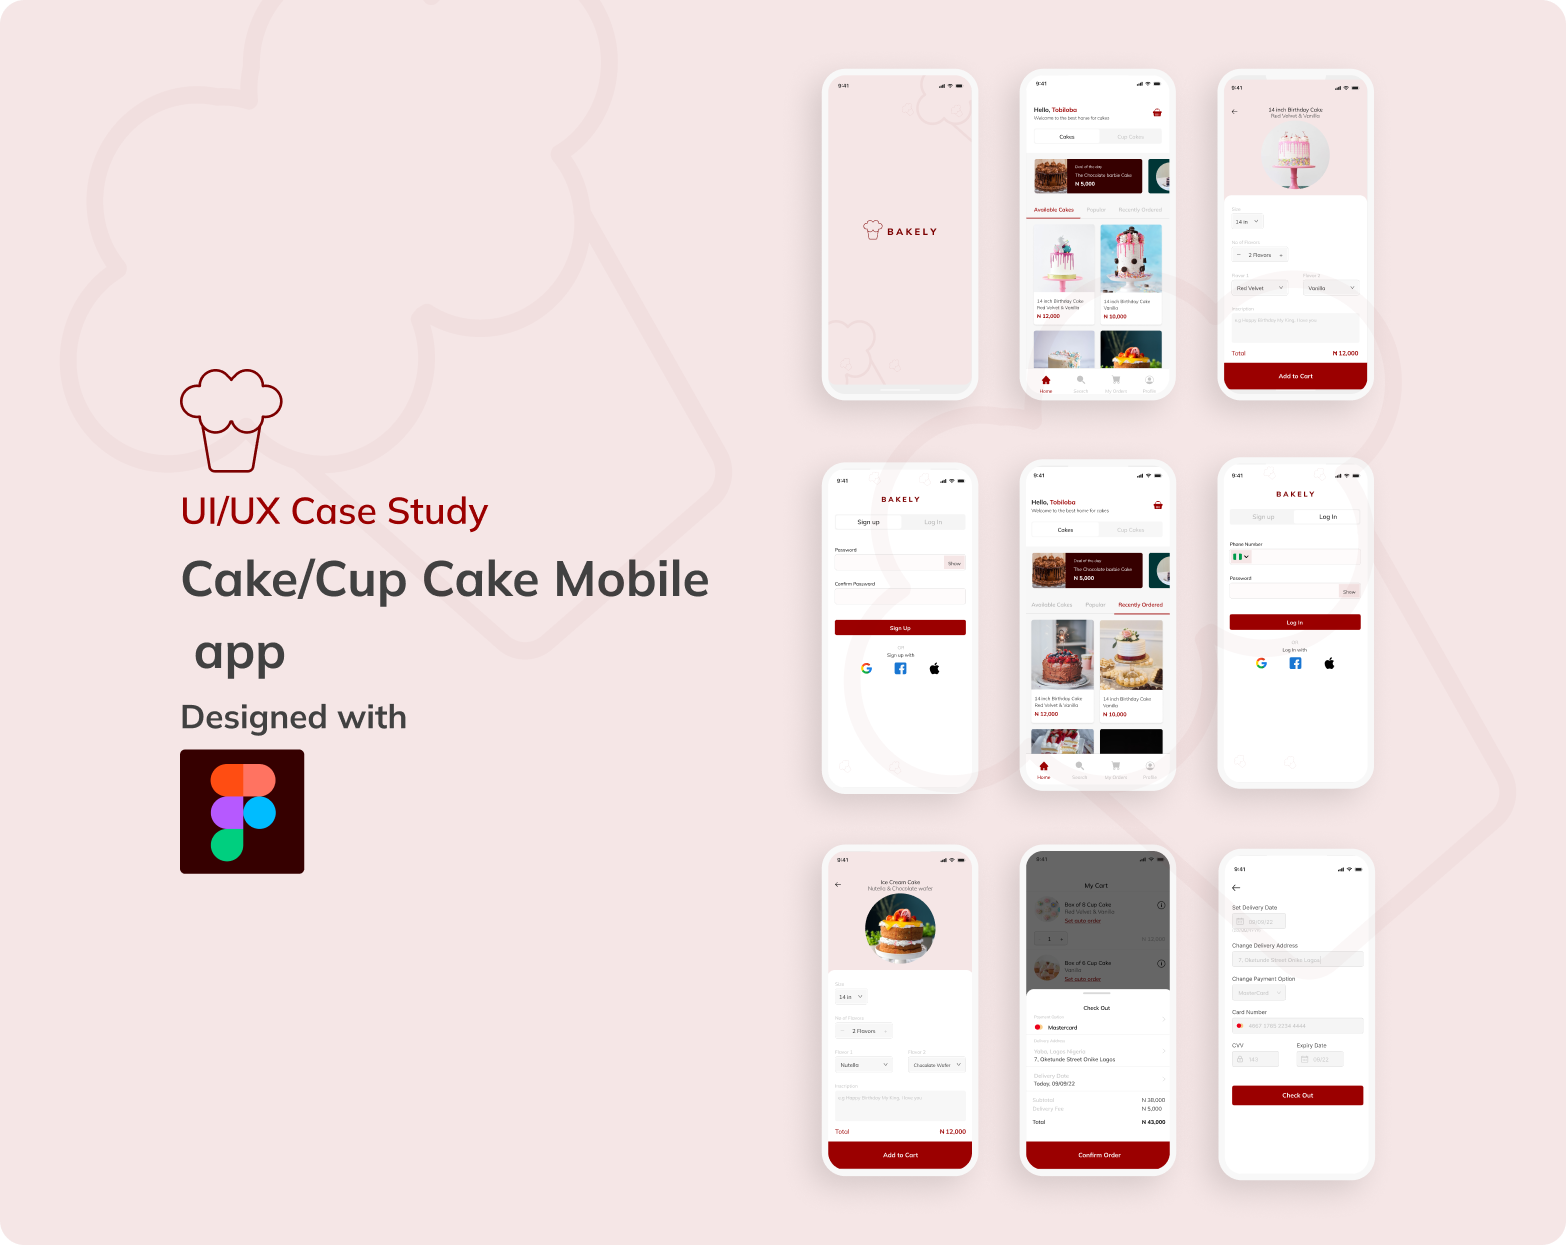 UI/UX Case Study
Cake/Cup Cake Mobile
app
Designed with
9:41
BAKELY
9:41
Hello, Tobiloba
Welcome to the best home for cakes
Cakes
Cup Cakes
Deal of the day
The Chocolate barbie Cake
N 5,000
Available Cakes
Popular
Recently Ordered
14 inch Birthday Cake
Red Velvet & Vanilla
N 12,000
14 inch Birthday Cake
Vanilla
N 10,000
Home
Search
My Orders
Profile
9:41
14 inch Birthday Cake
Red Velvet & Vanilla
Size
14 in
No of Flavors
- 2 Flavors +
Flavor 1
Flavor 2
Red Velvet
Vanilla
e.g Happy Birthday My king, I love you
Total
N 12,000
Add to Cart
9:41
BAKELY
Sign up
Log In
Password
Show
Confirm Password
Sign Up
OR
Sign up with
9:41
Hello, Tobiloba
Welcome to the best home for cakes
Cakes
Cup Cakes
Deal of the day
The Chocolate barbie Cake
N 5,000
Available Cakes
Popular
Recently Ordered
14 inch Birthday Cake
Red Velvet & Vanilla
N 12,000
14 inch Birthday Cake
Vanilla
N 10,000
Home
Search
My Orders
Profile
9:41
BAKELY
Sign up
Log In
Phone Number
Password
Show
Log In
OR
Log In with
9:41
Ice Cream Cake
Nutella & Chocolate wafer
Size
14 in
No of Flavors
- 2 Flavors +
Flavor 1
Flavor 2
Nutella
Chocolate Wafer
e.g Happy Birthday My king, I love you
Total
N 12,000
Add to Cart
9:41
My Cart
Box of 6 Cup Cake
Red Velvet & Vanilla
Set auto order
1 +
N 12,000
Box of 6 Cup Cake
Vanilla
Set auto order
Check Out
Mastercard
Delivery Address
Yaba, Lagos Nigeria
7, Oketunde Street Onike Lagos
Delivery Date
Today, 09/09/22
Subtotal
N 38,000
Delivery Fee
N 5,000
Total
N 43,000
Confirm Order
9:41
Set Delivery Date
09/09/22
Change Delivery Address
7, Oketunde Street Onike Lagos
Change Payment Option
MasterCard
Card Number
4667 1785 2334 4444
CVV
Expiry Date
143
09/22
Check Out